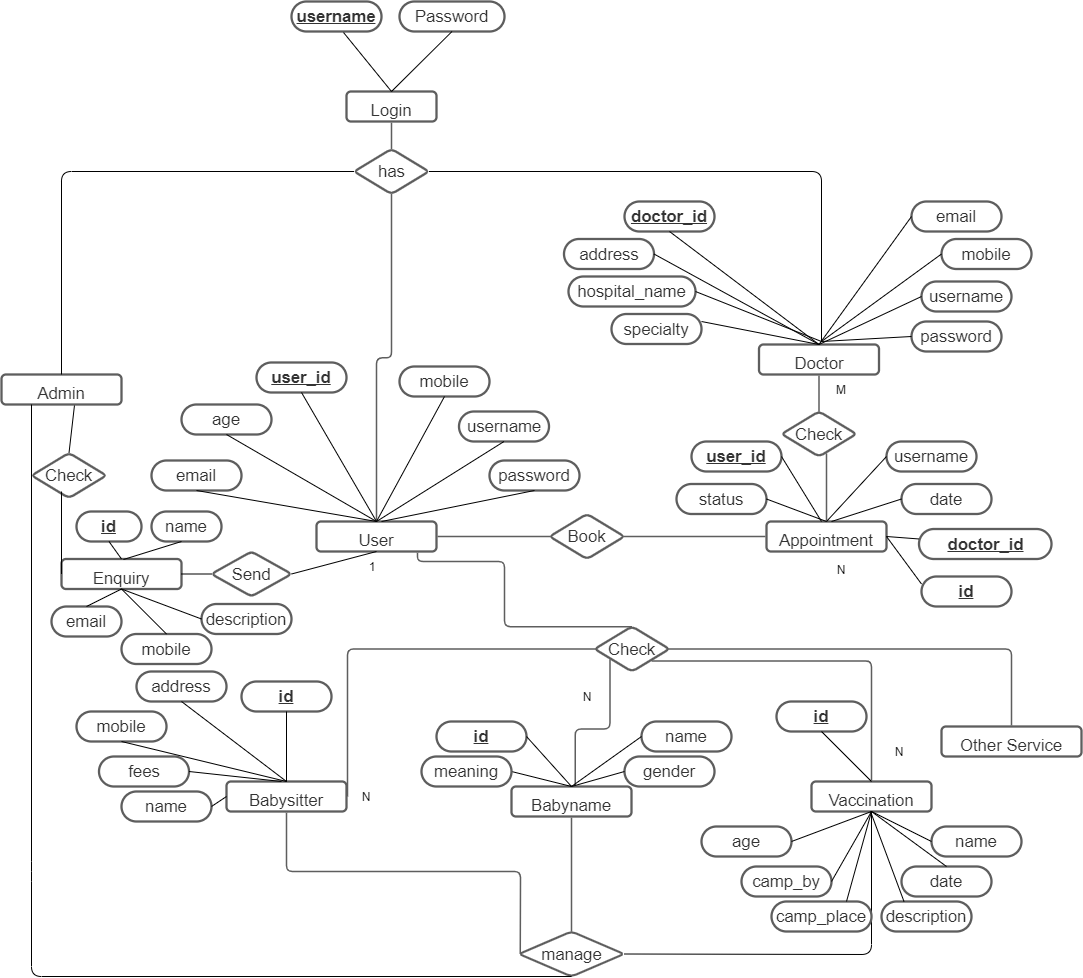 username
Password
Login
has
doctor_id
email
address
mobile
hospital_name
username
specialty
password
Doctor
M
Admin
user_id
mobile
age
username
Check
Check
email
password
user_id
username
status
date
id
name
User
Book
Appointment
doctor_id
1
N
Enquiry
Send
id
email
description
mobile
Check
address
id
N
id
mobile
id
name
N
Other Service
fees
meaning
gender
name
Babysitter
N
Babyname
Vaccination
age
name
camp_by
date
camp_place
description
manage